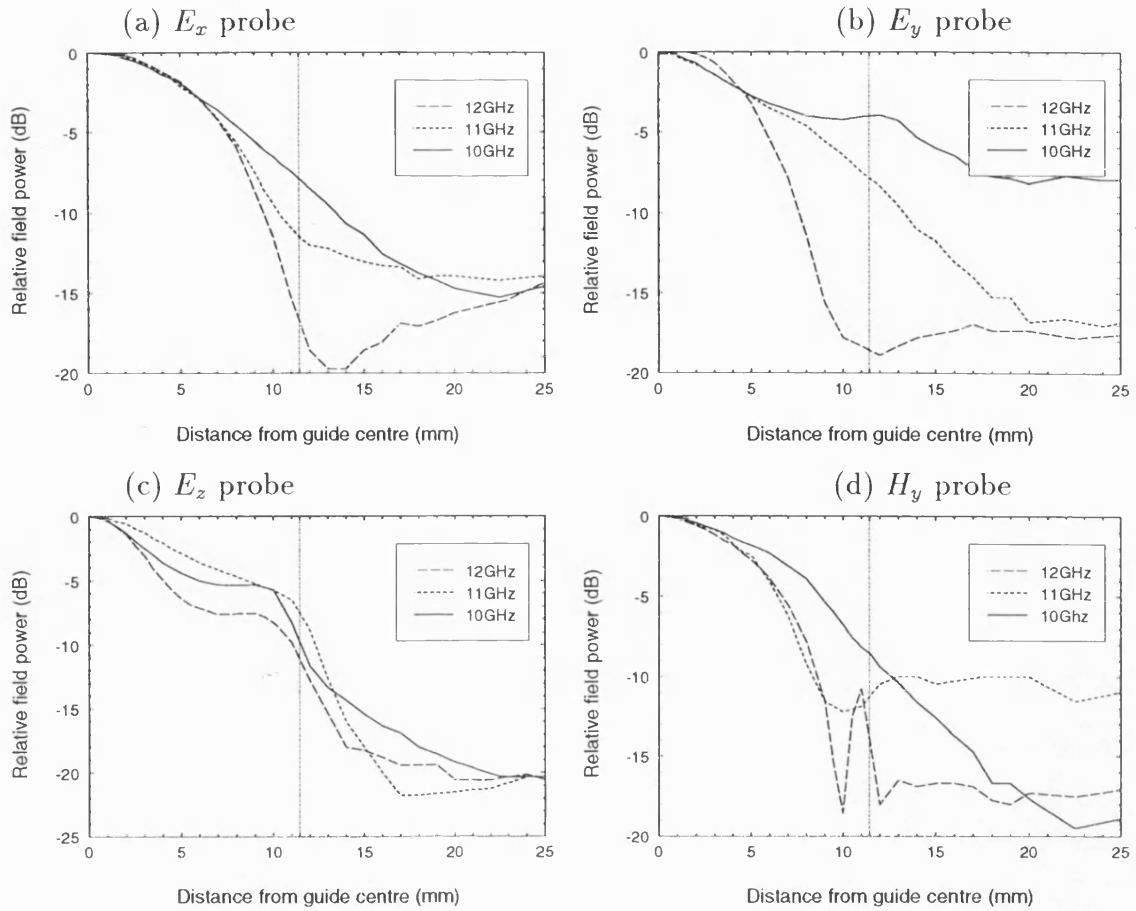 (a) Eₓ probe
0
-5
-10
-15
-20
Relative field power (dB)
12GHz
11GHz
10GHz
0 5 10 15 20 25
Distance from guide centre (mm)
(b) E_y probe
0
-5
-10
-15
-20
Relative field power (dB)
12GHz
11GHz
10GHz
0 5 10 15 20 25
Distance from guide centre (mm)
(c) E_z probe
0
-5
-10
-15
-20
-25
Relative field power (dB)
12GHz
11GHz
10GHz
0 5 10 15 20 25
Distance from guide centre (mm)
(d) H_y probe
0
-5
-10
-15
-20
Relative field power (dB)
12GHz
11GHz
10Ghz
0 5 10 15 20 25
Distance from guide centre (mm)